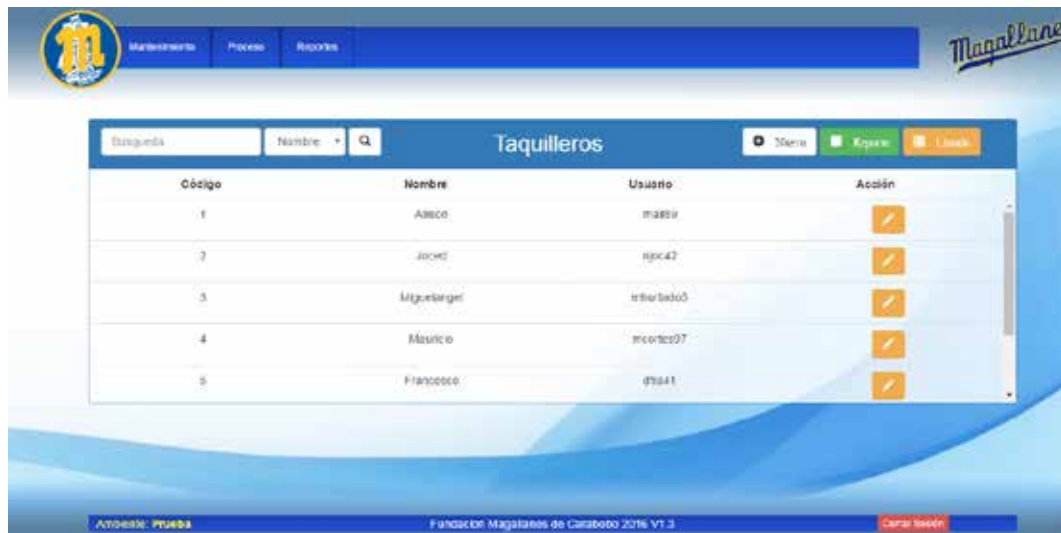 Mantenimiento Proceso Reportes
Magallanes
Búsqueda Nombre Taquilleros Nuevo Reporte Listado
Código Nombre Usuario Acción
1
2
3 Miguelangel mhurtado5
4 Mauricio mcortes07
5 Francesco
Ambiente: Prueba Fundación Magallanes de Carabobo 2016 V1.3 Cerrar Sesión